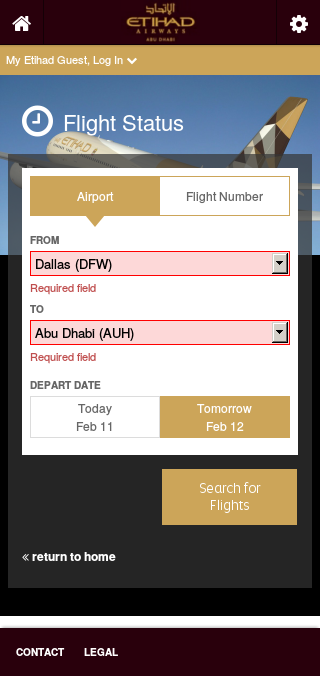 الإتحاد
ETIHAD
AIRWAYS
ABU DHABI
My Etihad Guest, Log In
Flight Status
Airport
Flight Number
FROM
Dallas (DFW)
Required field
TO
Abu Dhabi (AUH)
Required field
DEPART DATE
Today
Feb 11
Tomorrow
Feb 12
Search for
Flights
« return to home
CONTACT
LEGAL